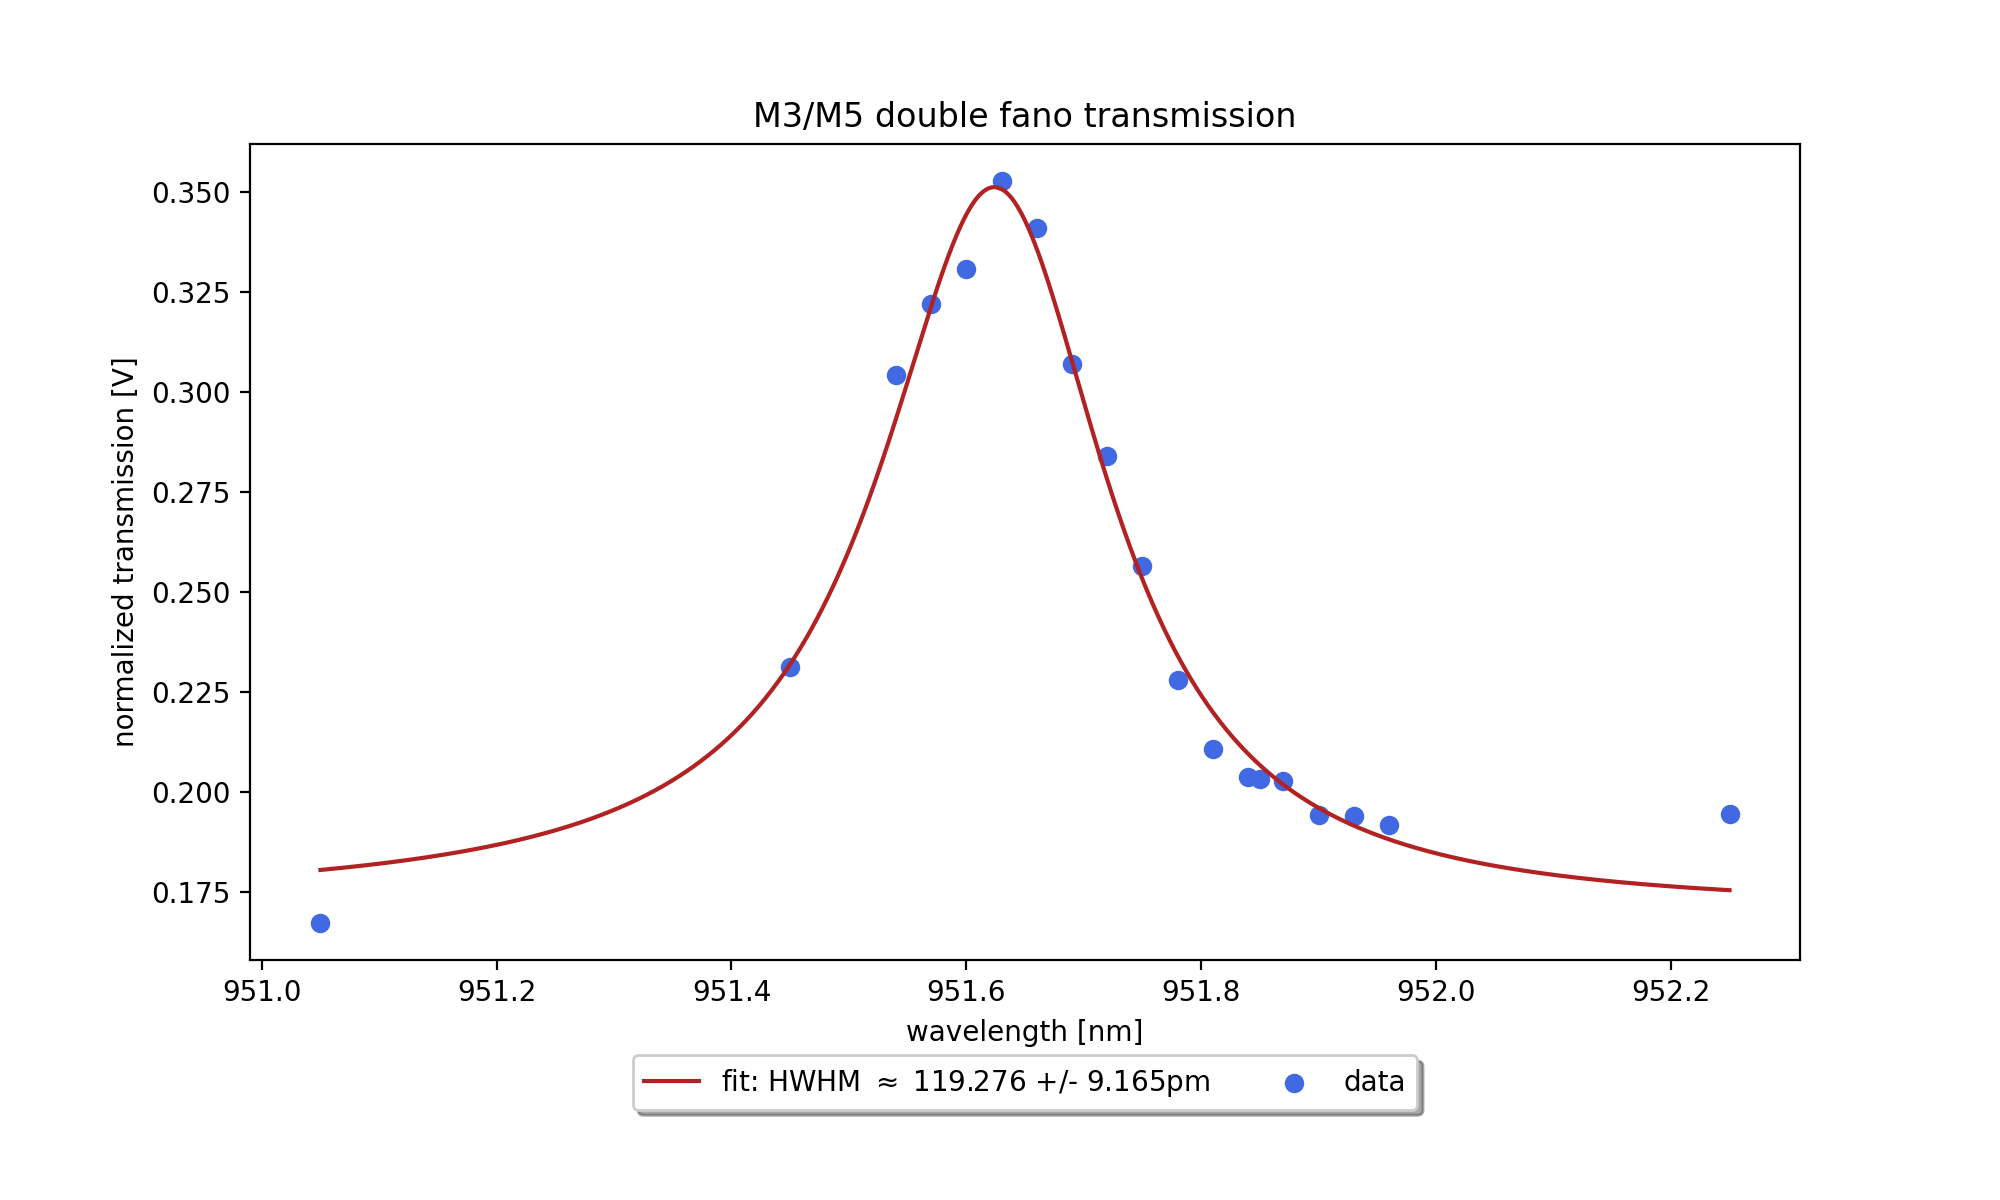 M3/M5 double fano transmission
normalized transmission [V]
0.350
0.325
0.300
0.275
0.250
0.225
0.200
0.175
951.0 951.2 951.4 951.6 951.8 952.0 952.2
wavelength [nm]
fit: HWHM ≈ 119.276 +/- 9.165pm data